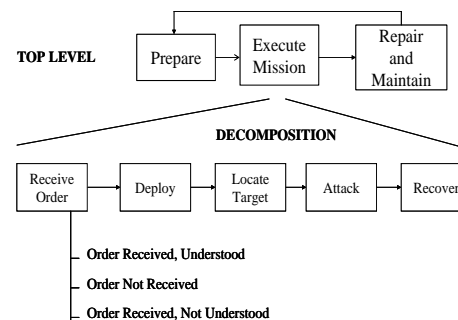 TOP LEVEL
Prepare
Execute
Mission
Repair
and
Maintain
DECOMPOSITION
Receive
Order
Deploy
Locate
Target
Attack
Recover
Order Received, Understood
Order Not Received
Order Received, Not Understood